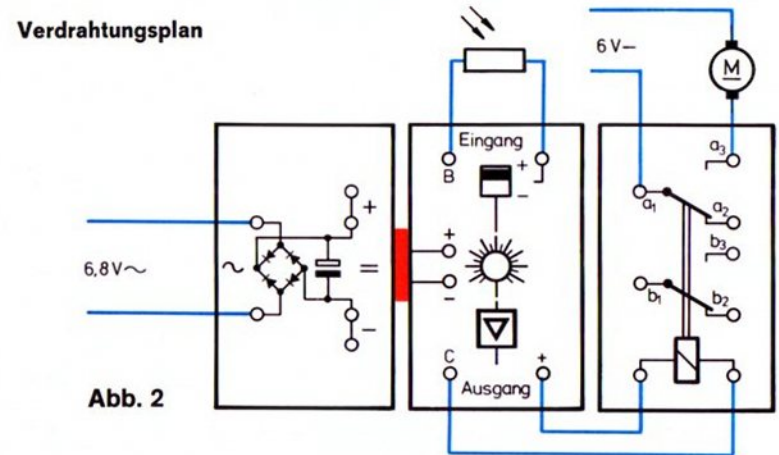 Verdrahtungsplan
6 V–
M
Eingang
B
+
–
a₃
a₁
a₂
b₃
b₁
b₂
+
–
6,8 V~
~
=
+
–
C
+
Ausgang
Abb. 2